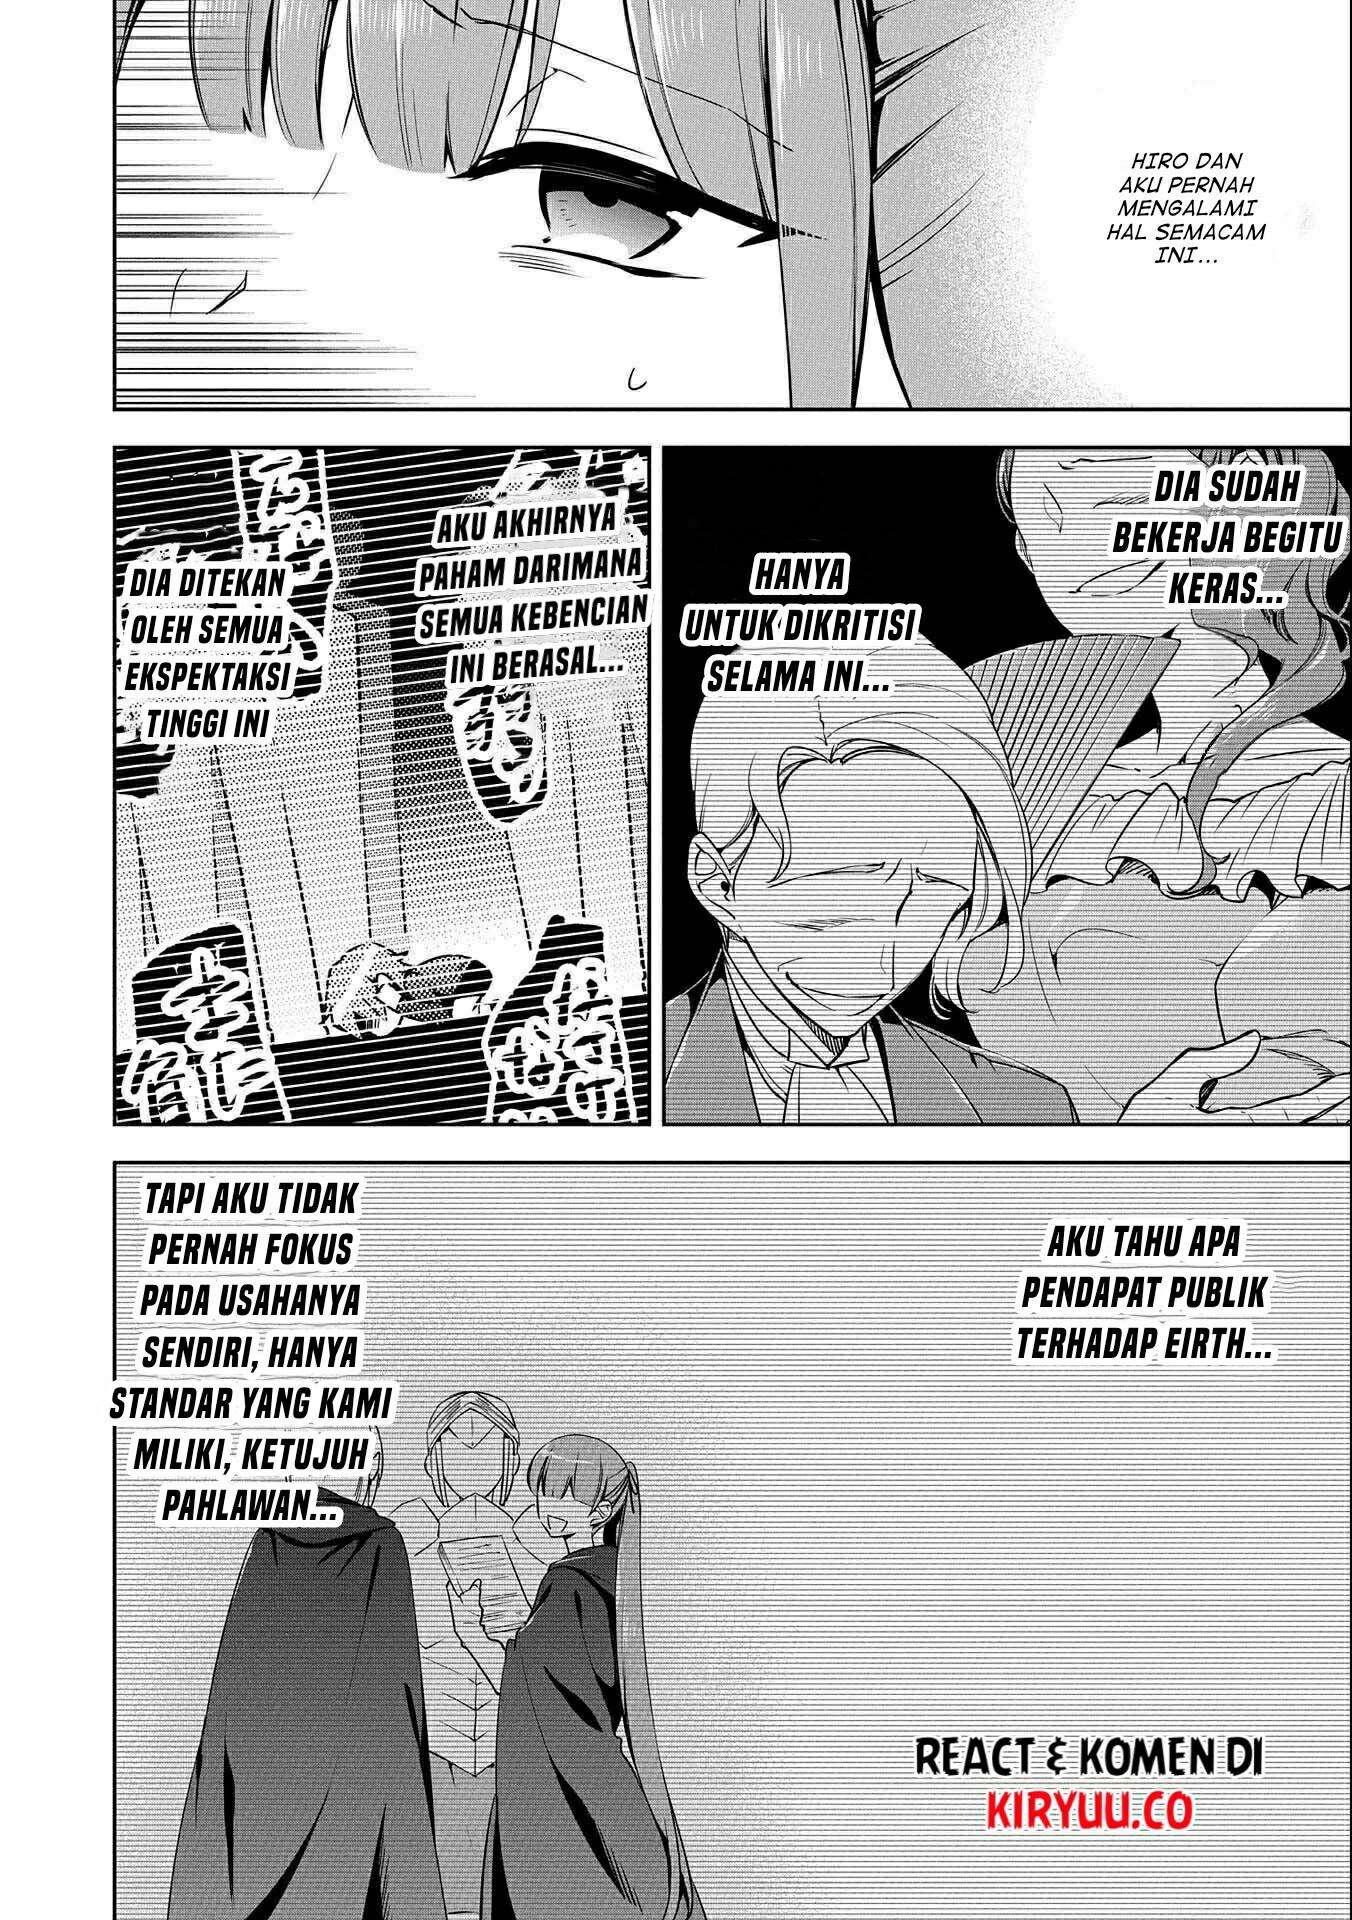 HIRO DAN
AKU PERNAH
MENGALAMI
HAL SEMACAM
INI...
DIA SUDAH
BEKERJA BEGITU
KERAS...
HANYA
UNTUK DIKRITISI
SELAMA INI...
AKU AKHIRNYA
PAHAM DARIMANA
SEMUA KEBENCIAN
INI BERASAL...
DIA DITEKAN
OLEH SEMUA
EKSPEKTAKSI
TINGGI INI
AKU TAHU APA
PENDAPAT PUBLIK
TERHADAP EIRTH...
TAPI AKU TIDAK
PERNAH FOKUS
PADA USAHANYA
SENDIRI, HANYA
STANDAR YANG KAMI
MILIKI, KETUJUH
PAHLAWAN...
REACT & KOMEN DI
KIRYUU.CO